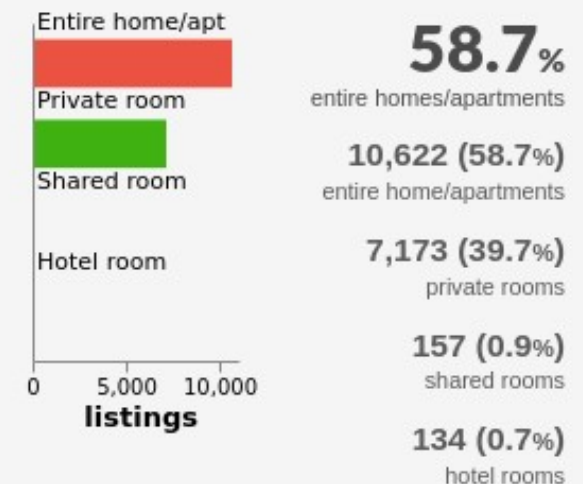 Entire home/apt
Private room
Shared room
Hotel room
0 5,000 10,000
listings
58.7%
entire homes/apartments
10,622 (58.7%)
entire home/apartments
7,173 (39.7%)
private rooms
157 (0.9%)
shared rooms
134 (0.7%)
hotel rooms